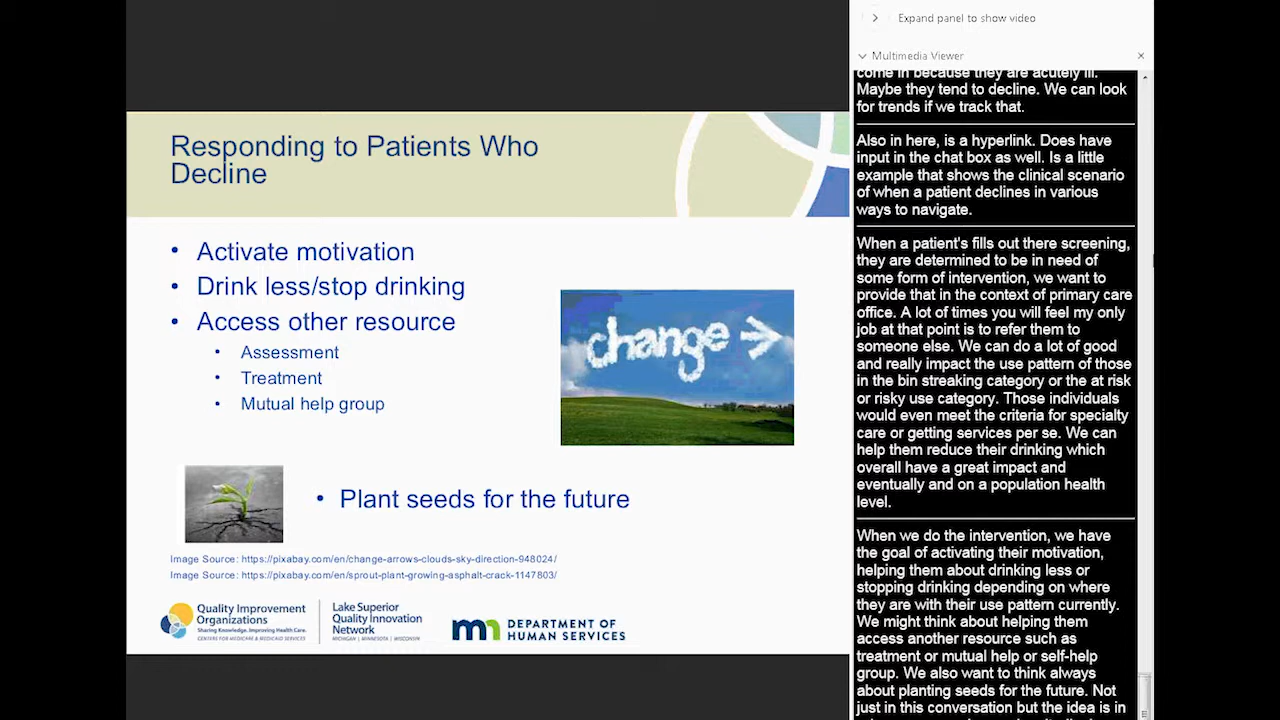 Responding to Patients Who
Decline
• Activate motivation
• Drink less/stop drinking
• Access other resource
• Assessment
• Treatment
• Mutual help group
change
• Plant seeds for the future
Image Source: https://pixabay.com/en/change-arrows-clouds-sky-direction-948024/
Image Source: https://pixabay.com/en/sprout-plant-growing-asphalt-crack-1147803/
Quality Improvement
Organizations
Sharing Knowledge. Improving Health Care.
CENTERS FOR MEDICARE & MEDICAID SERVICES
Lake Superior
Quality Innovation
Network
MICHIGAN | MINNESOTA | WISCONSIN
mn
DEPARTMENT OF
HUMAN SERVICES
Expand panel to show video
Multimedia Viewer
come in because they are acutely ill.
Maybe they tend to decline. We can look
for trends if we track that.
Also in here, is a hyperlink. Does have
input in the chat box as well. Is a little
example that shows the clinical scenario
of when a patient declines in various
ways to navigate.
When a patient's fills out there screening,
they are determined to be in need of
some form of intervention, we want to
provide that in the context of primary care
office. A lot of times you will feel my only
job at that point is to refer them to
someone else. We can do a lot of good
and really impact the use pattern of those
in the bin streaking category or the at risk
or risky use category. Those individuals
would even meet the criteria for specialty
care or getting services per se. We can
help them reduce their drinking which
overall have a great impact and
eventually and on a population health
level.
When we do the intervention, we have
the goal of activating their motivation,
helping them about drinking less or
stopping drinking depending on where
they are with their use pattern currently.
We might think about helping them
access another resource such as
treatment or mutual help or self-help
group. We also want to think always
about planting seeds for the future. Not
just in this conversation but the idea is in